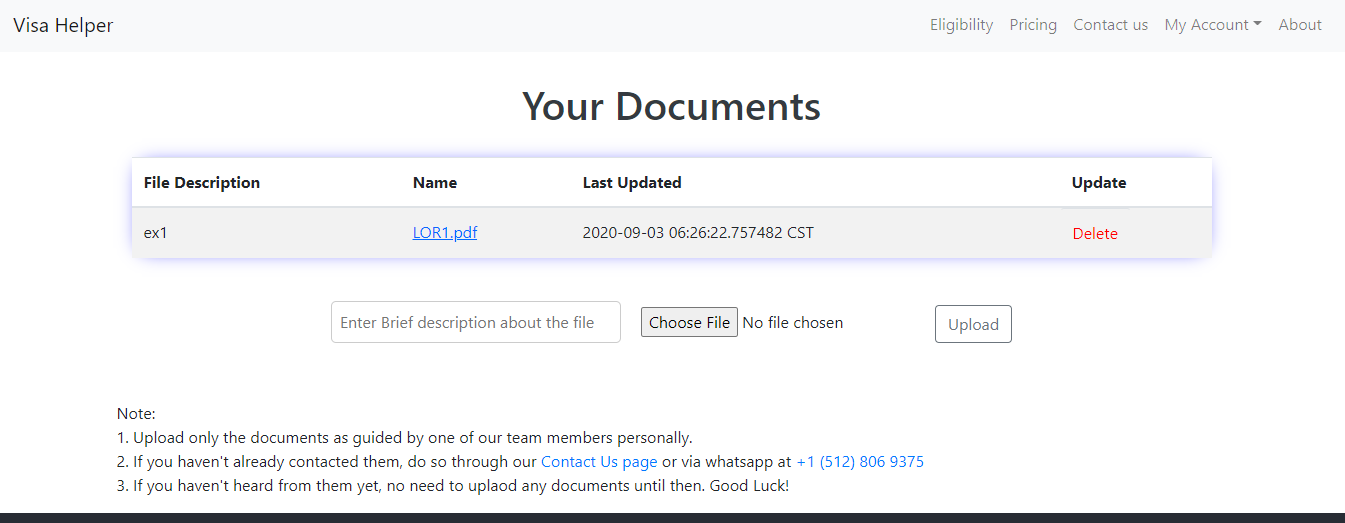 Visa Helper Eligibility Pricing Contact us My Account About
Your Documents
File Description Name Last Updated Update
ex1 LOR1.pdf 2020-09-03 06:26:22.757482 CST Delete
Enter Brief description about the file Choose File No file chosen Upload
Note:
1. Upload only the documents as guided by one of our team members personally.
2. If you haven't already contacted them, do so through our Contact Us page or via whatsapp at +1 (512) 806 9375
3. If you haven't heard from them yet, no need to uplaod any documents until then. Good Luck!